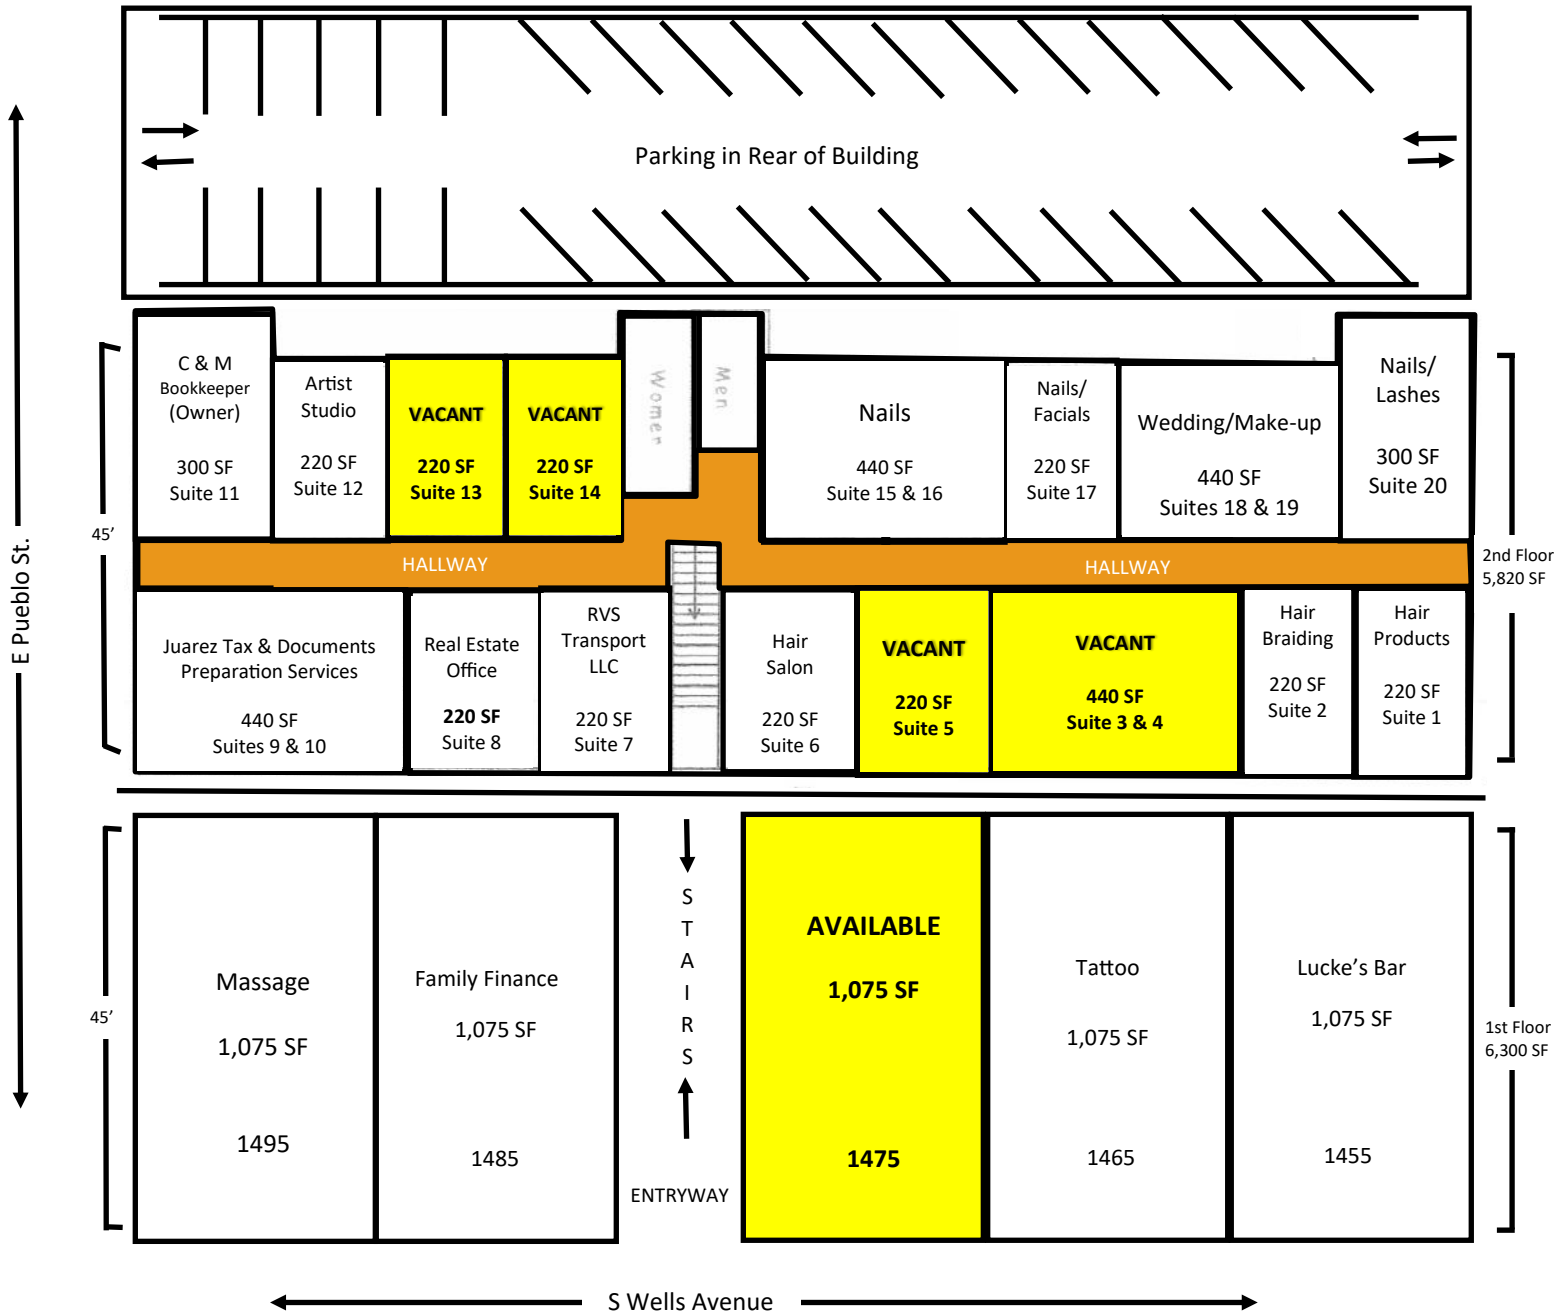 Parking in Rear of Building
E Pueblo St.
45'
C & M
Bookkeeper
(Owner)
300 SF
Suite 11
Artist
Studio
220 SF
Suite 12
VACANT
220 SF
Suite 13
VACANT
220 SF
Suite 14
Women
Men
Nails
440 SF
Suite 15 & 16
Nails/
Facials
220 SF
Suite 17
Wedding/Make-up
440 SF
Suites 18 & 19
Nails/
Lashes
300 SF
Suite 20
HALLWAY
HALLWAY
2nd Floor
5,820 SF
Juarez Tax & Documents
Preparation Services
440 SF
Suites 9 & 10
Real Estate
Office
220 SF
Suite 8
RVS
Transport
LLC
220 SF
Suite 7
Hair
Salon
220 SF
Suite 6
VACANT
220 SF
Suite 5
VACANT
440 SF
Suite 3 & 4
Hair
Braiding
220 SF
Suite 2
Hair
Products
220 SF
Suite 1
45'
Massage
1,075 SF
1495
Family Finance
1,075 SF
1485
STAIRS
ENTRYWAY
AVAILABLE
1,075 SF
1475
Tattoo
1,075 SF
1465
Lucke's Bar
1,075 SF
1455
1st Floor
6,300 SF
S Wells Avenue